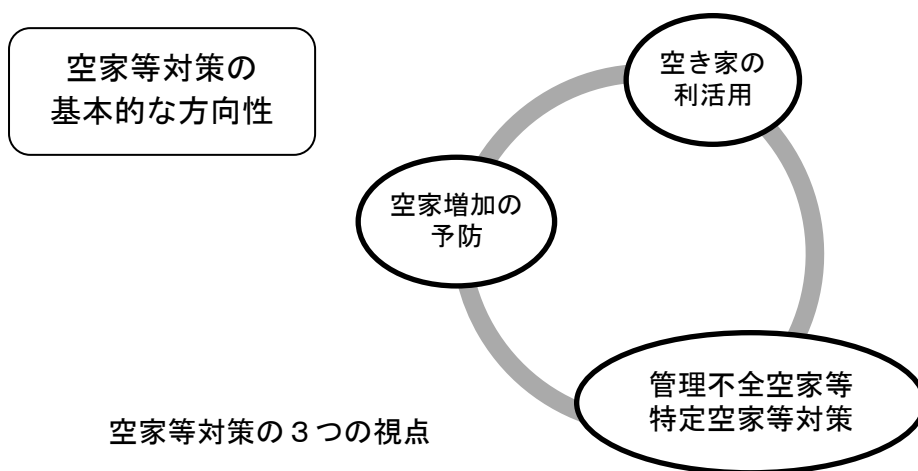 空家等対策の
基本的な方向性
空き家の
利活用
空家増加の
予防
管理不全空家等
特定空家等対策
空家等対策の３つの視点